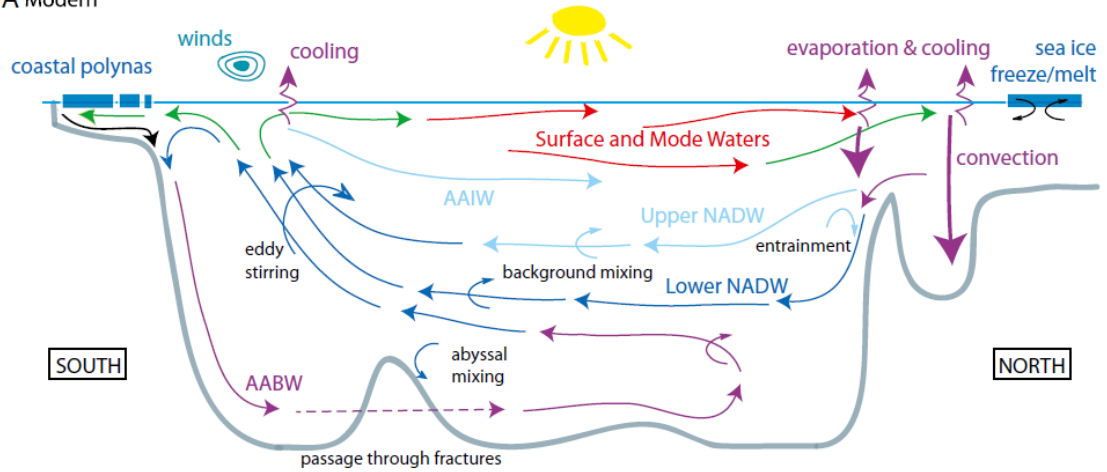 A Modern
winds
cooling
evaporation & cooling
sea ice
freeze/melt
coastal polynas
Surface and Mode Waters
convection
AAIW
Upper NADW
eddy
stirring
entrainment
background mixing
Lower NADW
abyssal
mixing
SOUTH
NORTH
AABW
passage through fractures